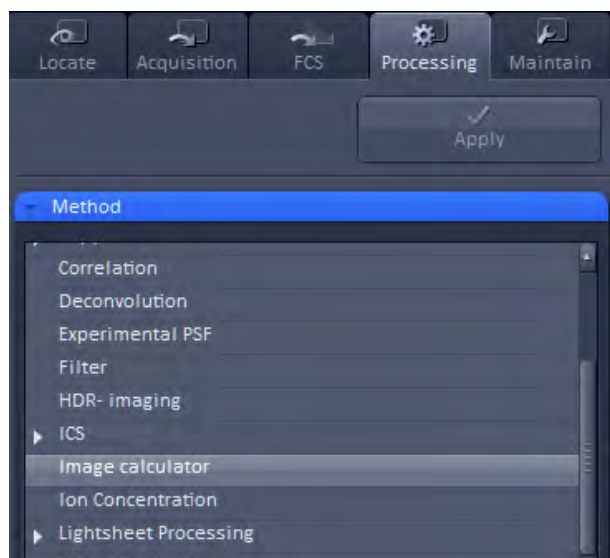 Locate Acquisition FCS Processing Maintain
Apply
Method
Correlation
Deconvolution
Experimental PSF
Filter
HDR- imaging
ICS
Image calculator
Ion Concentration
Lightsheet Processing